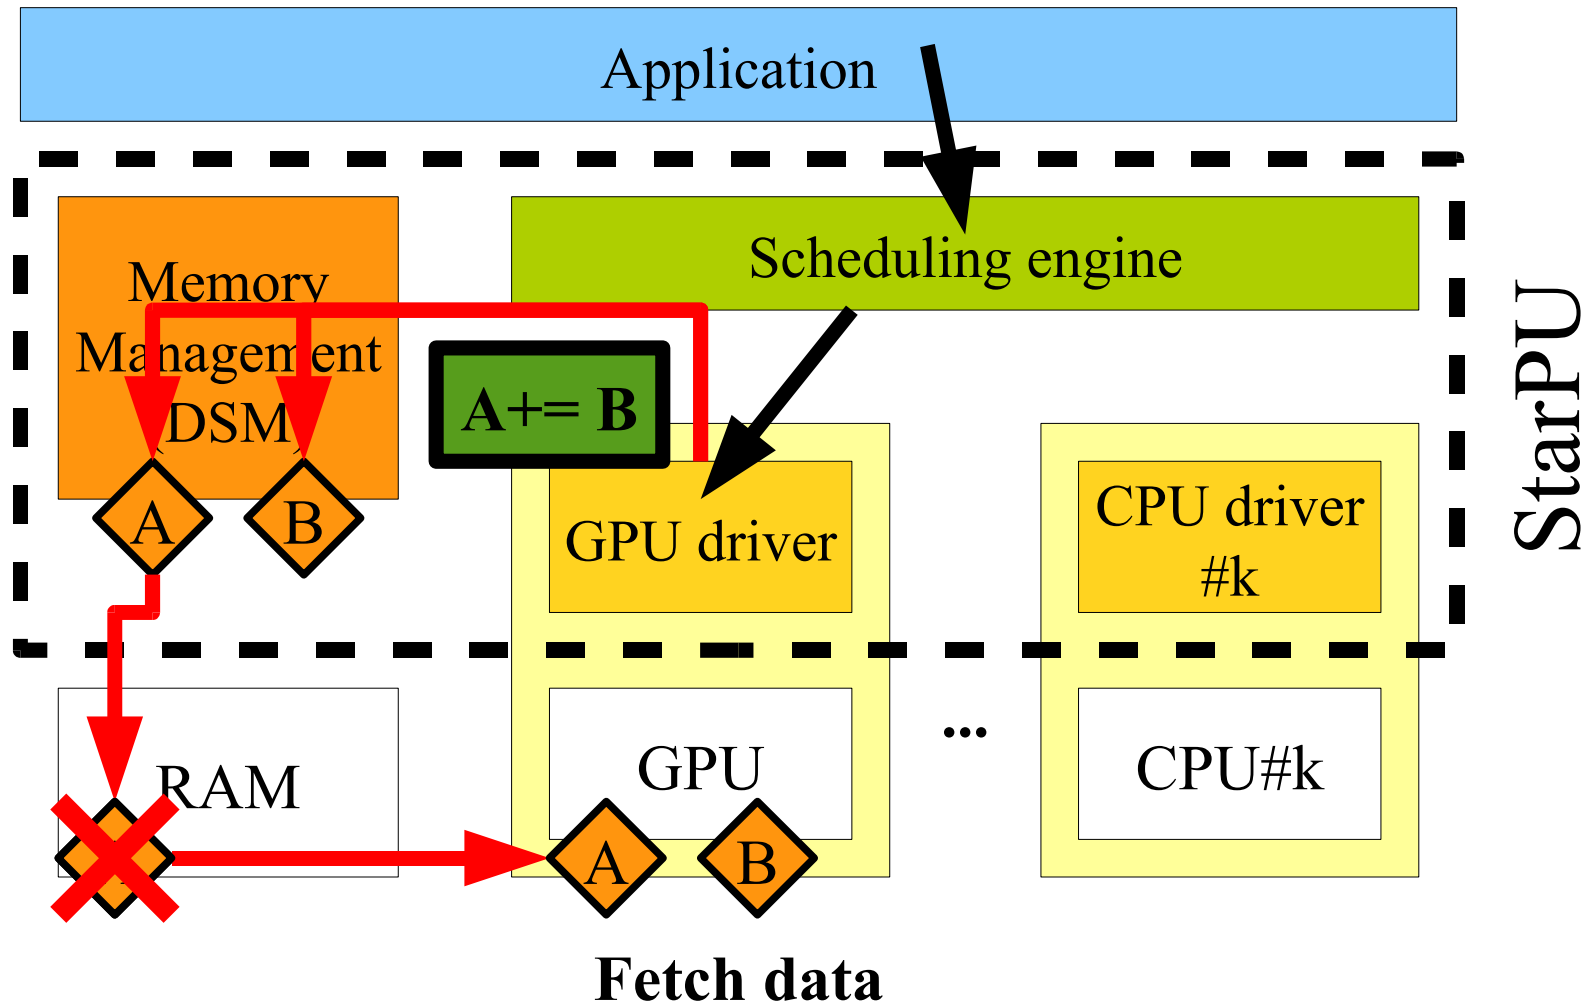 Application
Scheduling engine
Memory
Management
(DSM)
A+= B
StarPU
A
B
GPU driver
CPU driver
#k
RAM
GPU
...
CPU#k
A
B
Fetch data